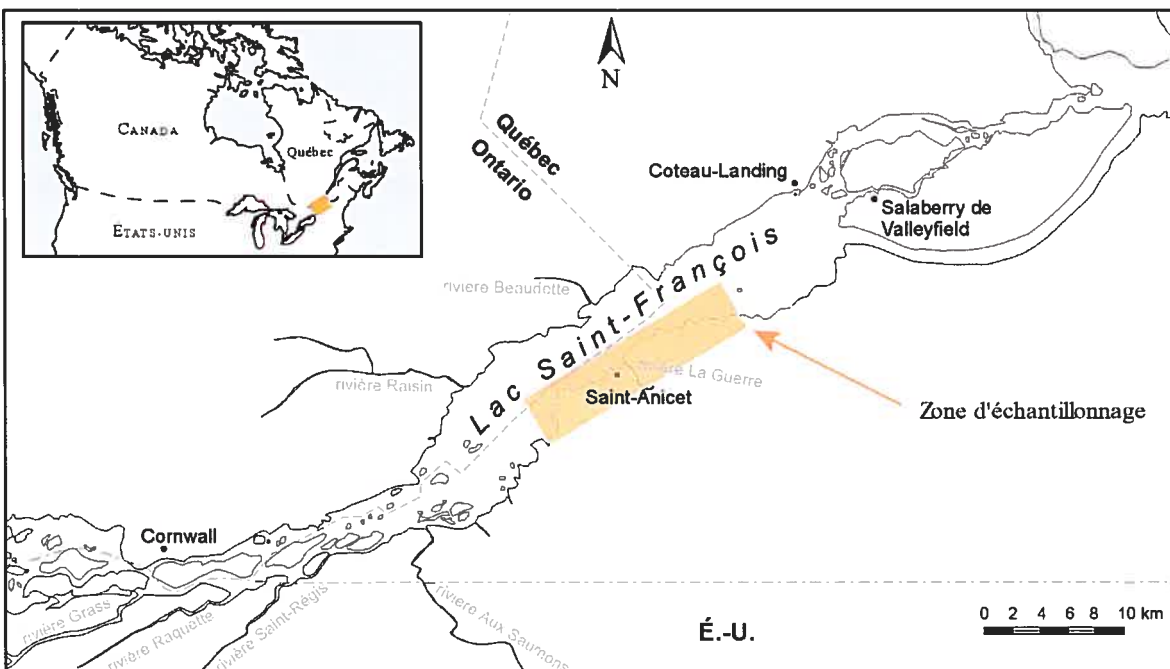 CANADA
Québec
ÉTATS-UNIS
N
Québec
Ontario
Coteau-Landing
Salaberry de
Valleyfield
Lac Saint-François
rivière Beaudette
rivière Raisin
rivière La Guerre
Saint-Anicet
Zone d'échantillonnage
Cornwall
rivière Grass
rivière Raquette
rivière Saint-Régis
rivière Aux Saumons
É.-U.
0 2 4 6 8 10 km